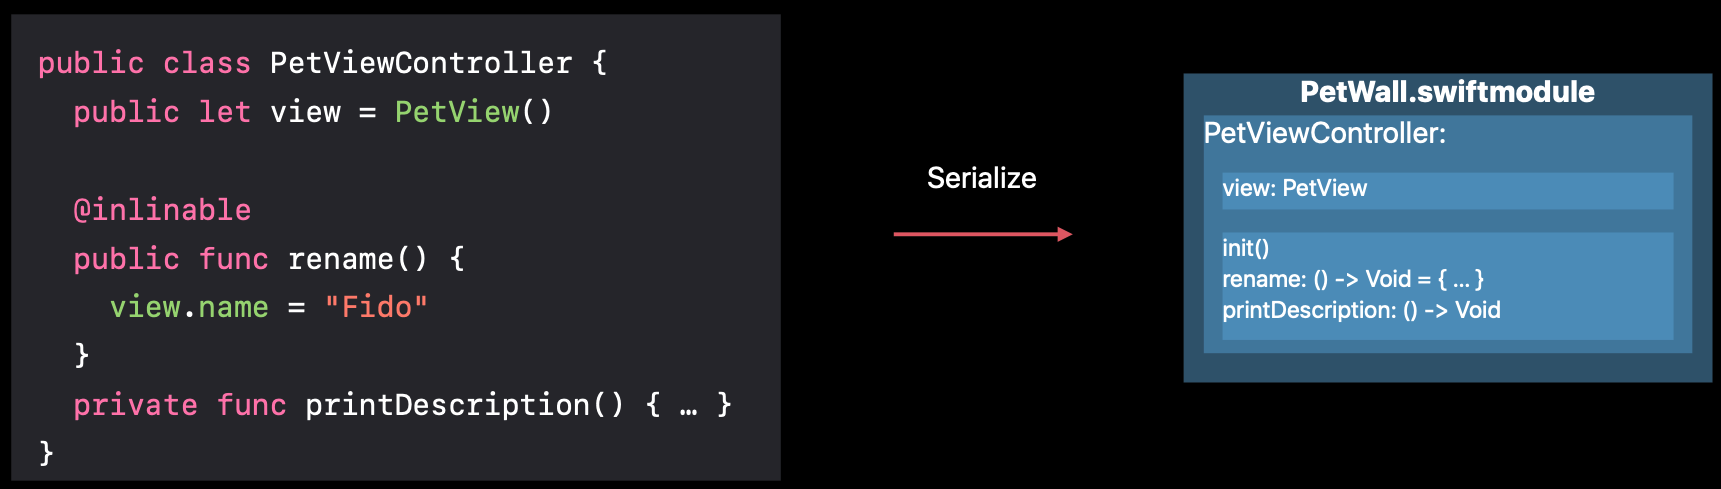 public class PetViewController {
public let view = PetView()
@inlinable
public func rename() {
view.name = "Fido"
}
private func printDescription() { … }
}
Serialize
PetWall.swiftmodule
PetViewController:
view: PetView
init()
rename: () -> Void = { ... }
printDescription: () -> Void